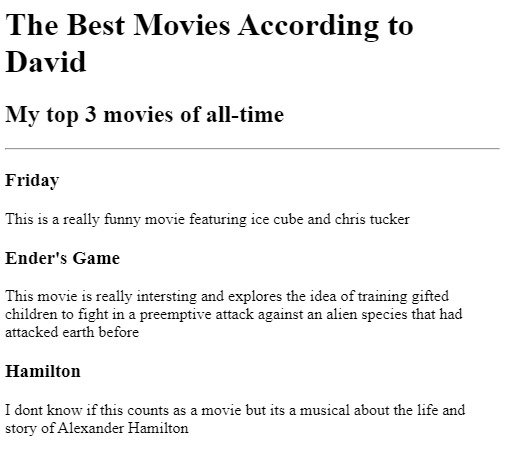 The Best Movies According to
David
My top 3 movies of all-time
Friday
This is a really funny movie featuring ice cube and chris tucker
Ender's Game
This movie is really intersting and explores the idea of training gifted
children to fight in a preemptive attack against an alien species that had
attacked earth before
Hamilton
I dont know if this counts as a movie but its a musical about the life and
story of Alexander Hamilton